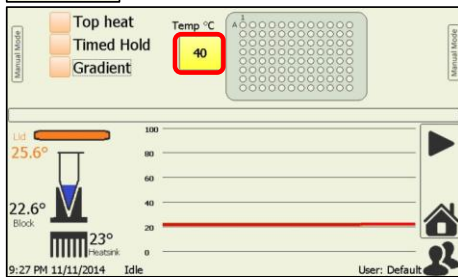 Manual Mode
Top heat
Timed Hold
Gradient
Temp °C
40
1
A
Manual Mode
Lid
25.6°
22.6°
Block
23°
Heatsink
100
80
60
40
20
0
9:27 PM 11/11/2014 Idle User: Default